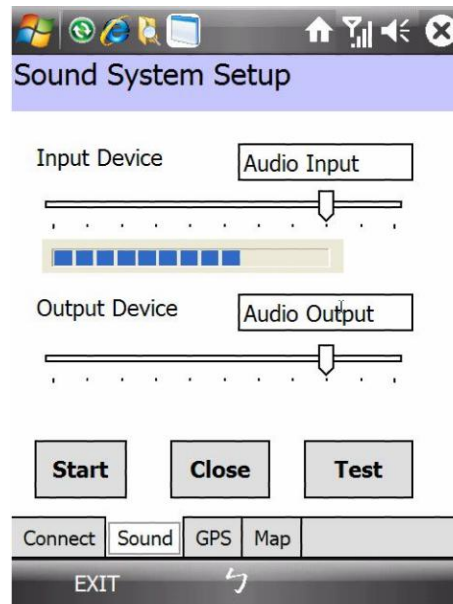 Sound System Setup
Input Device Audio Input
Output Device Audio Output
Start Close Test
Connect Sound GPS Map
EXIT ㄅ